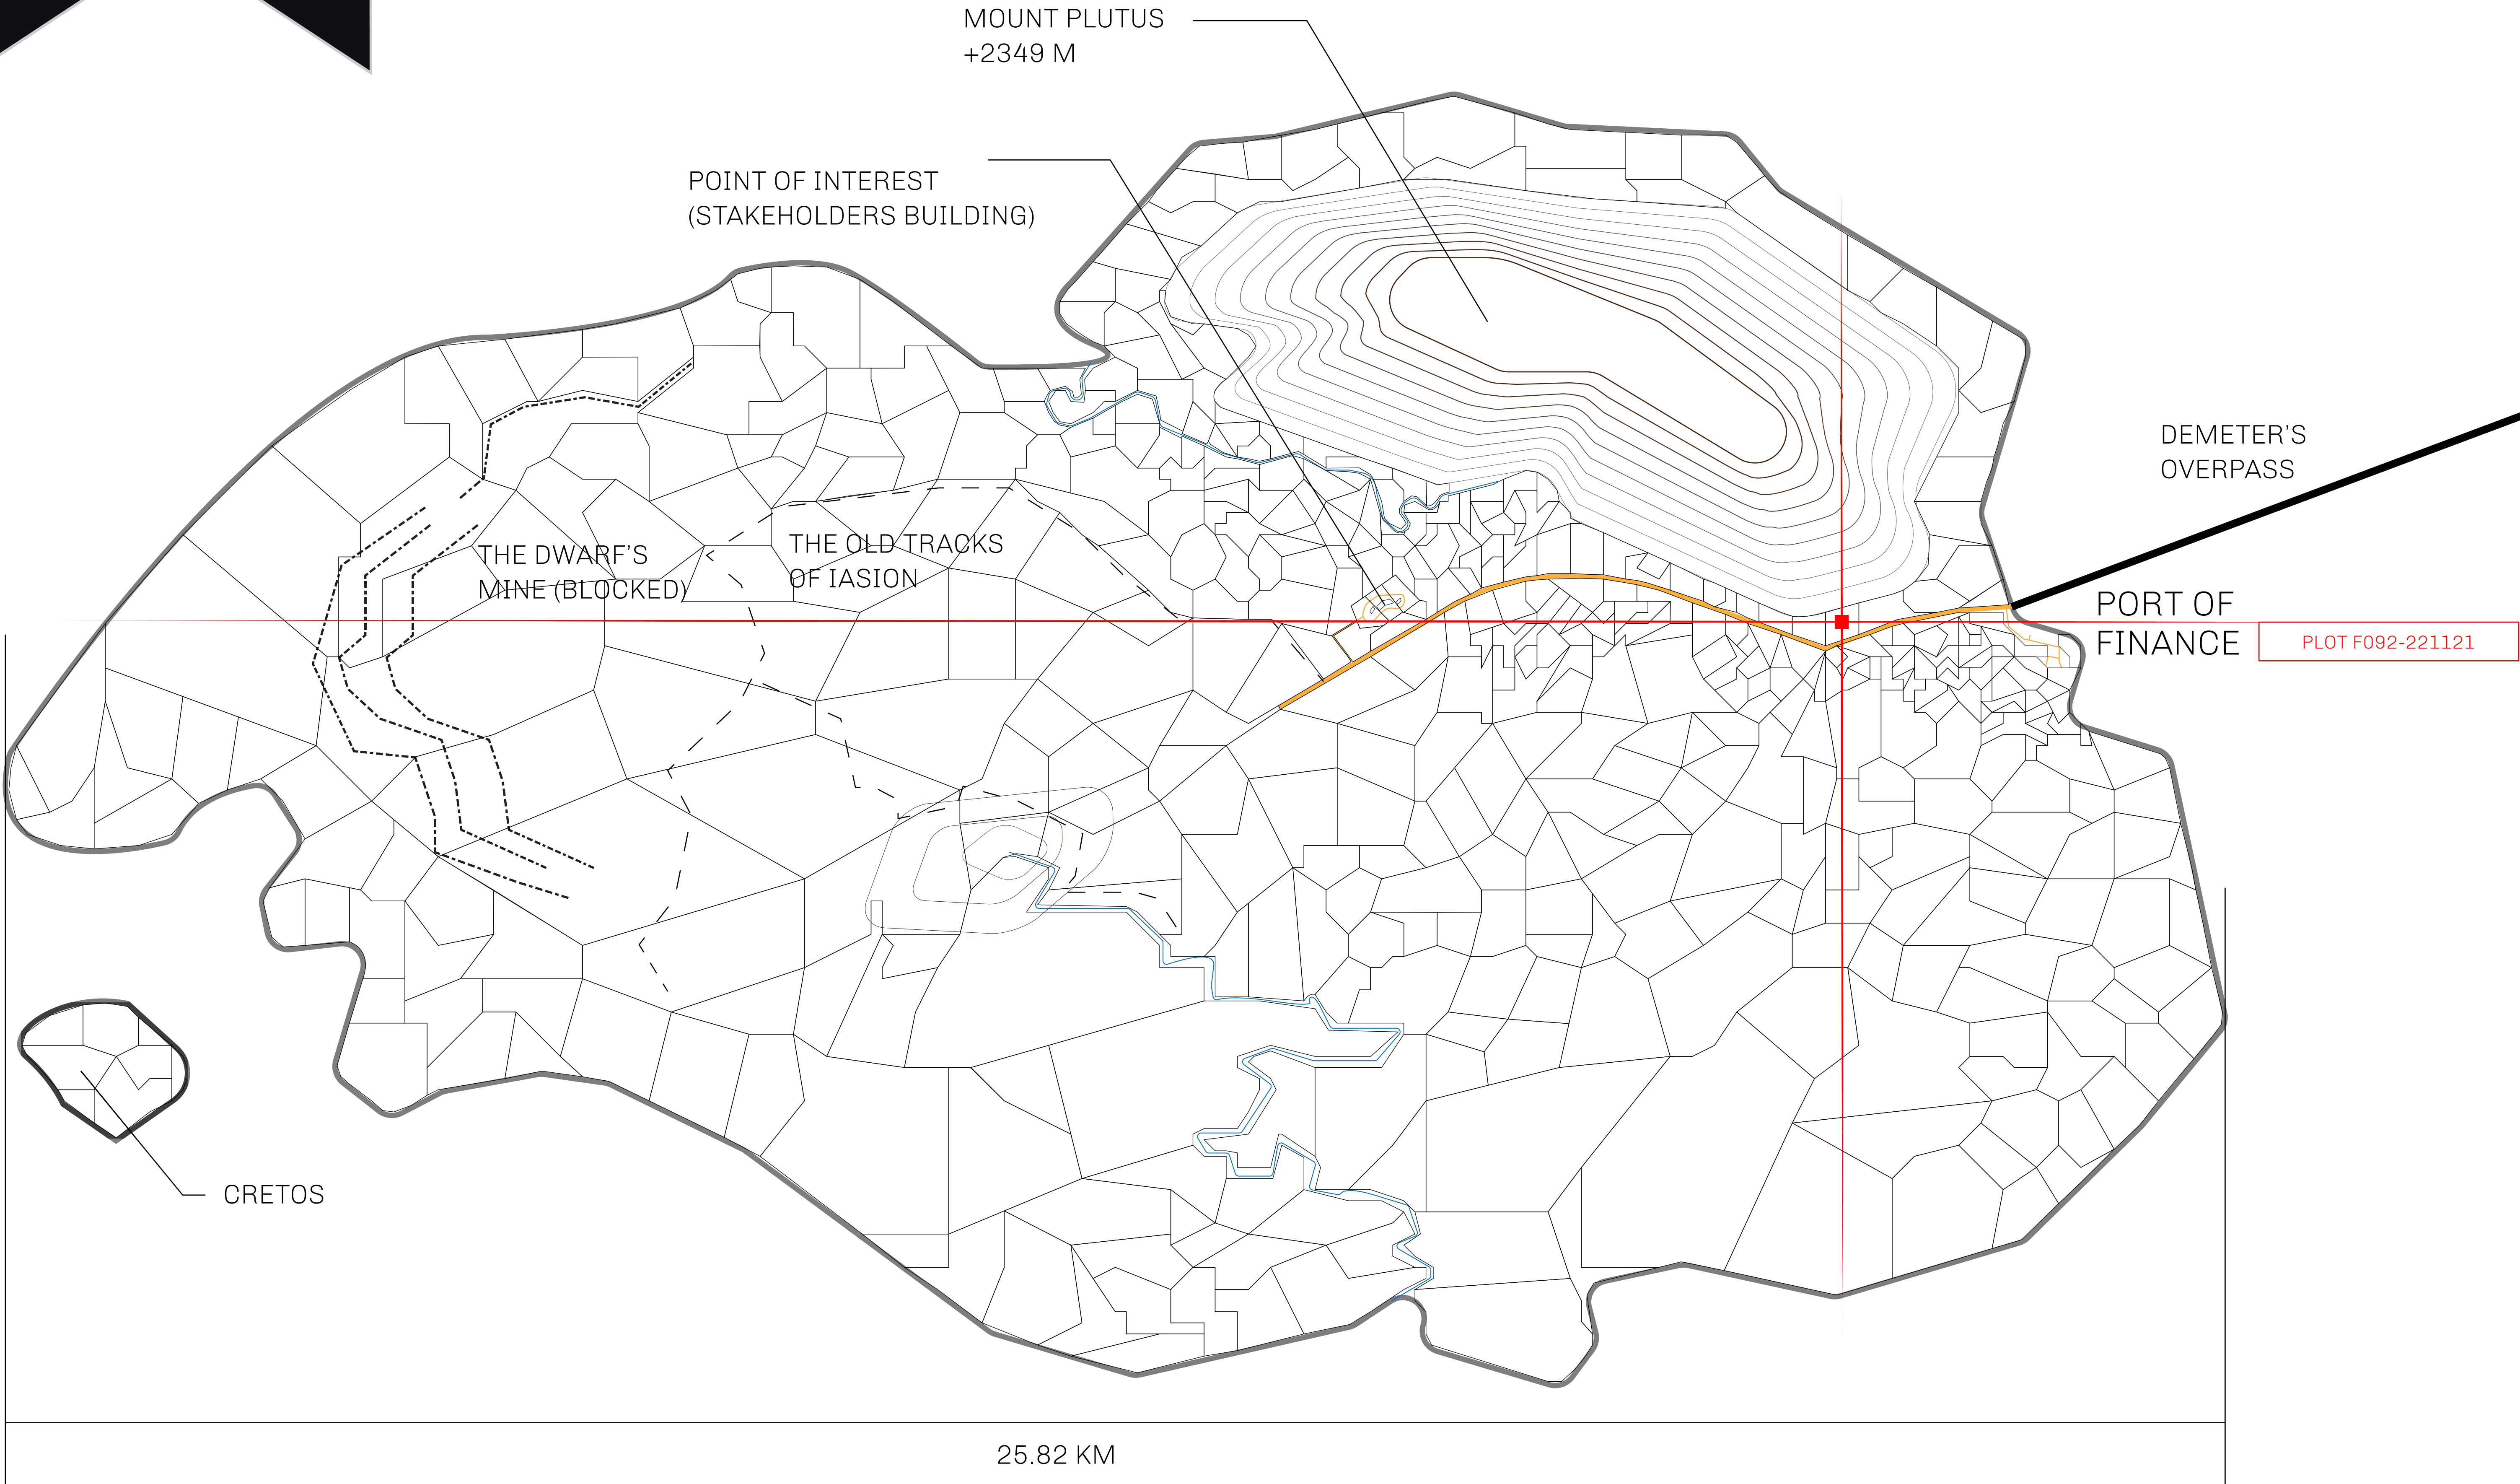 MOUNT PLUTUS
+2349 M
POINT OF INTEREST
(STAKEHOLDERS BUILDING)
DEMETER'S
OVERPASS
THE DWARF'S
MINE (BLOCKED)
THE OLD TRACKS
OF IASION
PORT OF
FINANCE
PLOT F092-221121
CRETOS
25.82 KM